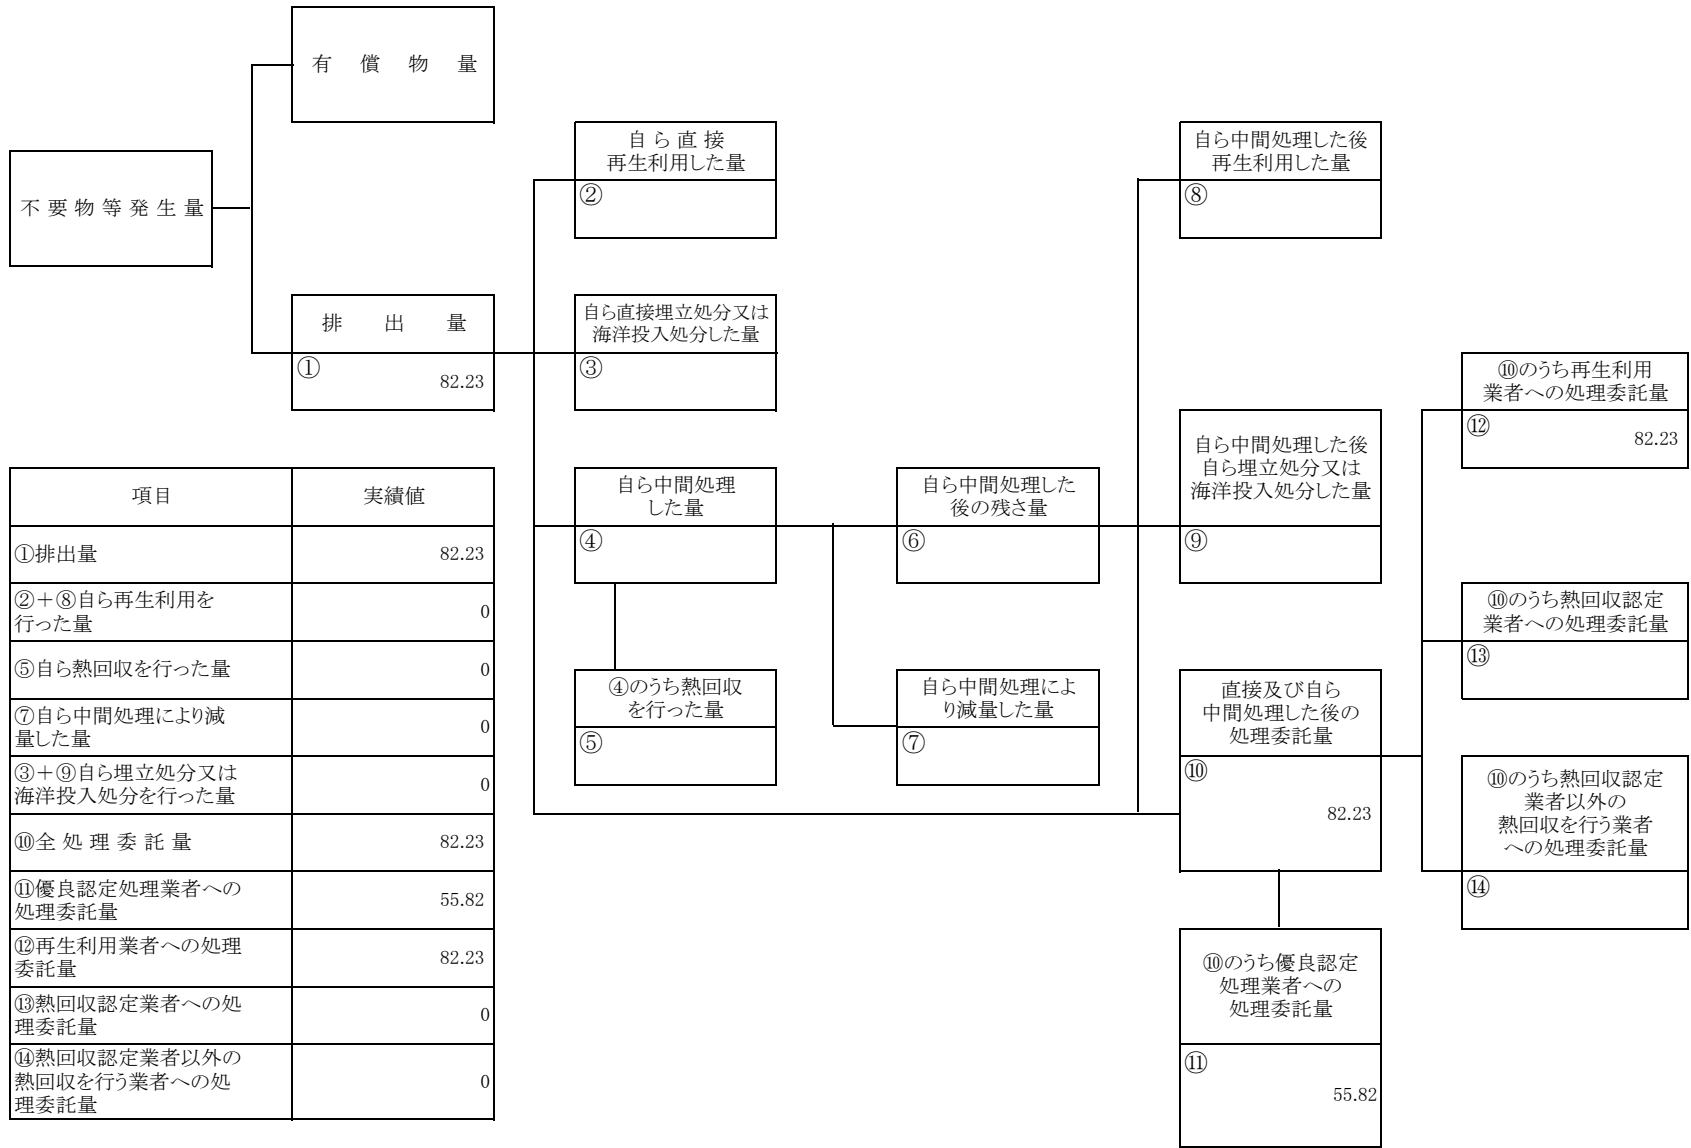 有 償 物 量
不 要 物 等 発 生 量
排 出 量
①
82.23
自 ら 直 接
再生利用した量
②
自ら直接埋立処分又は
海洋投入処分した量
③
自ら中間処理
した量
④
④のうち熱回収
を行った量
⑤
自ら中間処理した
後の残さ量
⑥
自ら中間処理によ
り減量した量
⑦
自ら中間処理した後
再生利用した量
⑧
自ら中間処理した後
自ら埋立処分又は
海洋投入処分した量
⑨
直接及び自ら
中間処理した後の
処理委託量
⑩
82.23
⑩のうち優良認定
処理業者への
処理委託量
⑪
55.82
⑩のうち再生利用
業者への処理委託量
⑫
82.23
⑩のうち熱回収認定
業者への処理委託量
⑬
⑩のうち熱回収認定
業者以外の
熱回収を行う業者
への処理委託量
⑭
項目 実績値
①排出量 82.23
②＋⑧自ら再生利用を
行った量 0
⑤自ら熱回収を行った量 0
⑦自ら中間処理により減
量した量 0
③＋⑨自ら埋立処分又は
海洋投入処分を行った量 0
⑩全 処 理 委 託 量 82.23
⑪優良認定処理業者への
処理委託量 55.82
⑫再生利用業者への処理
委託量 82.23
⑬熱回収認定業者への処
理委託量 0
⑭熱回収認定業者以外の
熱回収を行う業者への処
理委託量 0